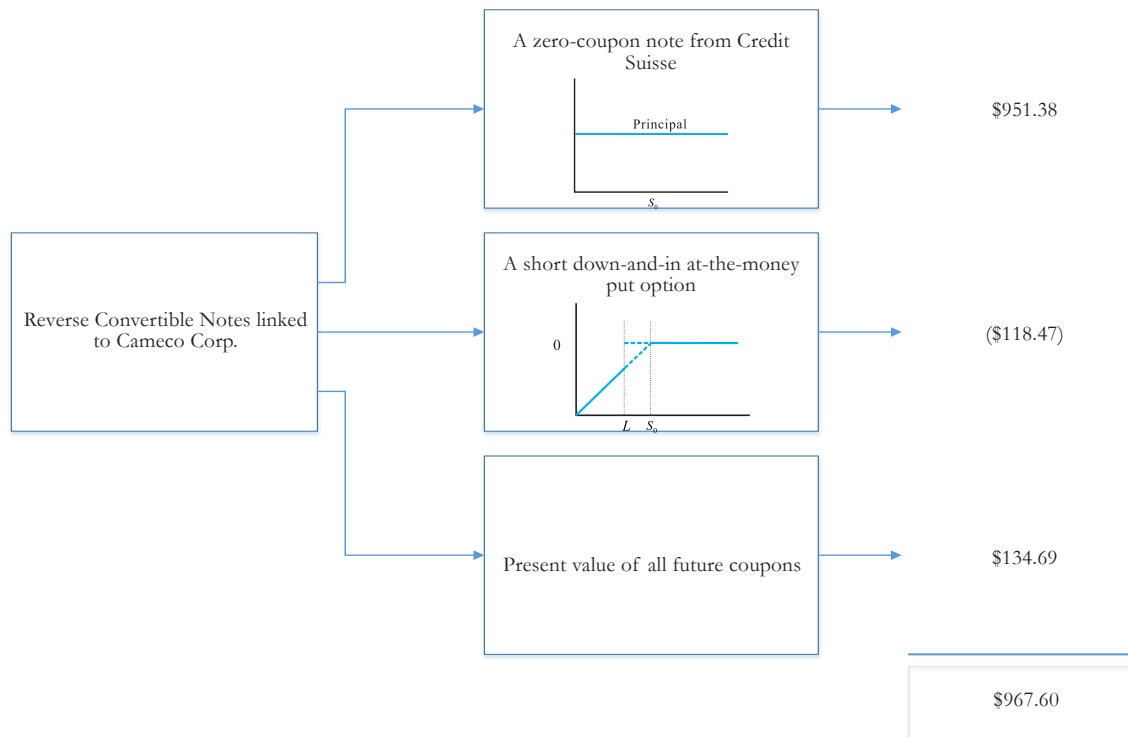 A zero-coupon note from Credit
Suisse
Principal
S₀
$951.38
Reverse Convertible Notes linked
to Cameco Corp.
A short down-and-in at-the-money
put option
0
L S₀
($118.47)
Present value of all future coupons
$134.69
$967.60